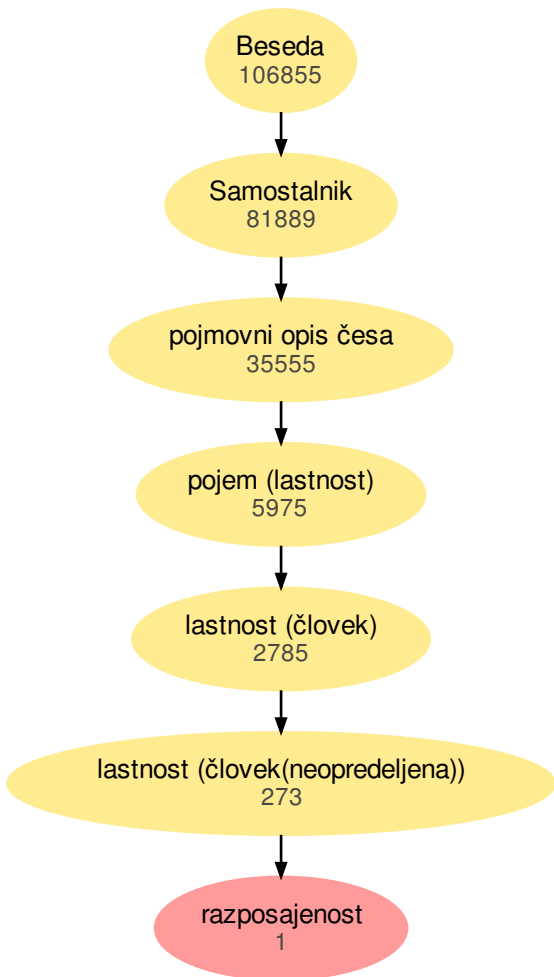 Beseda
106855
Samostalnik
81889
pojmovni opis česa
35555
pojem (lastnost)
5975
lastnost (človek)
2785
lastnost (človek(neopredeljena))
273
razposajenost
1